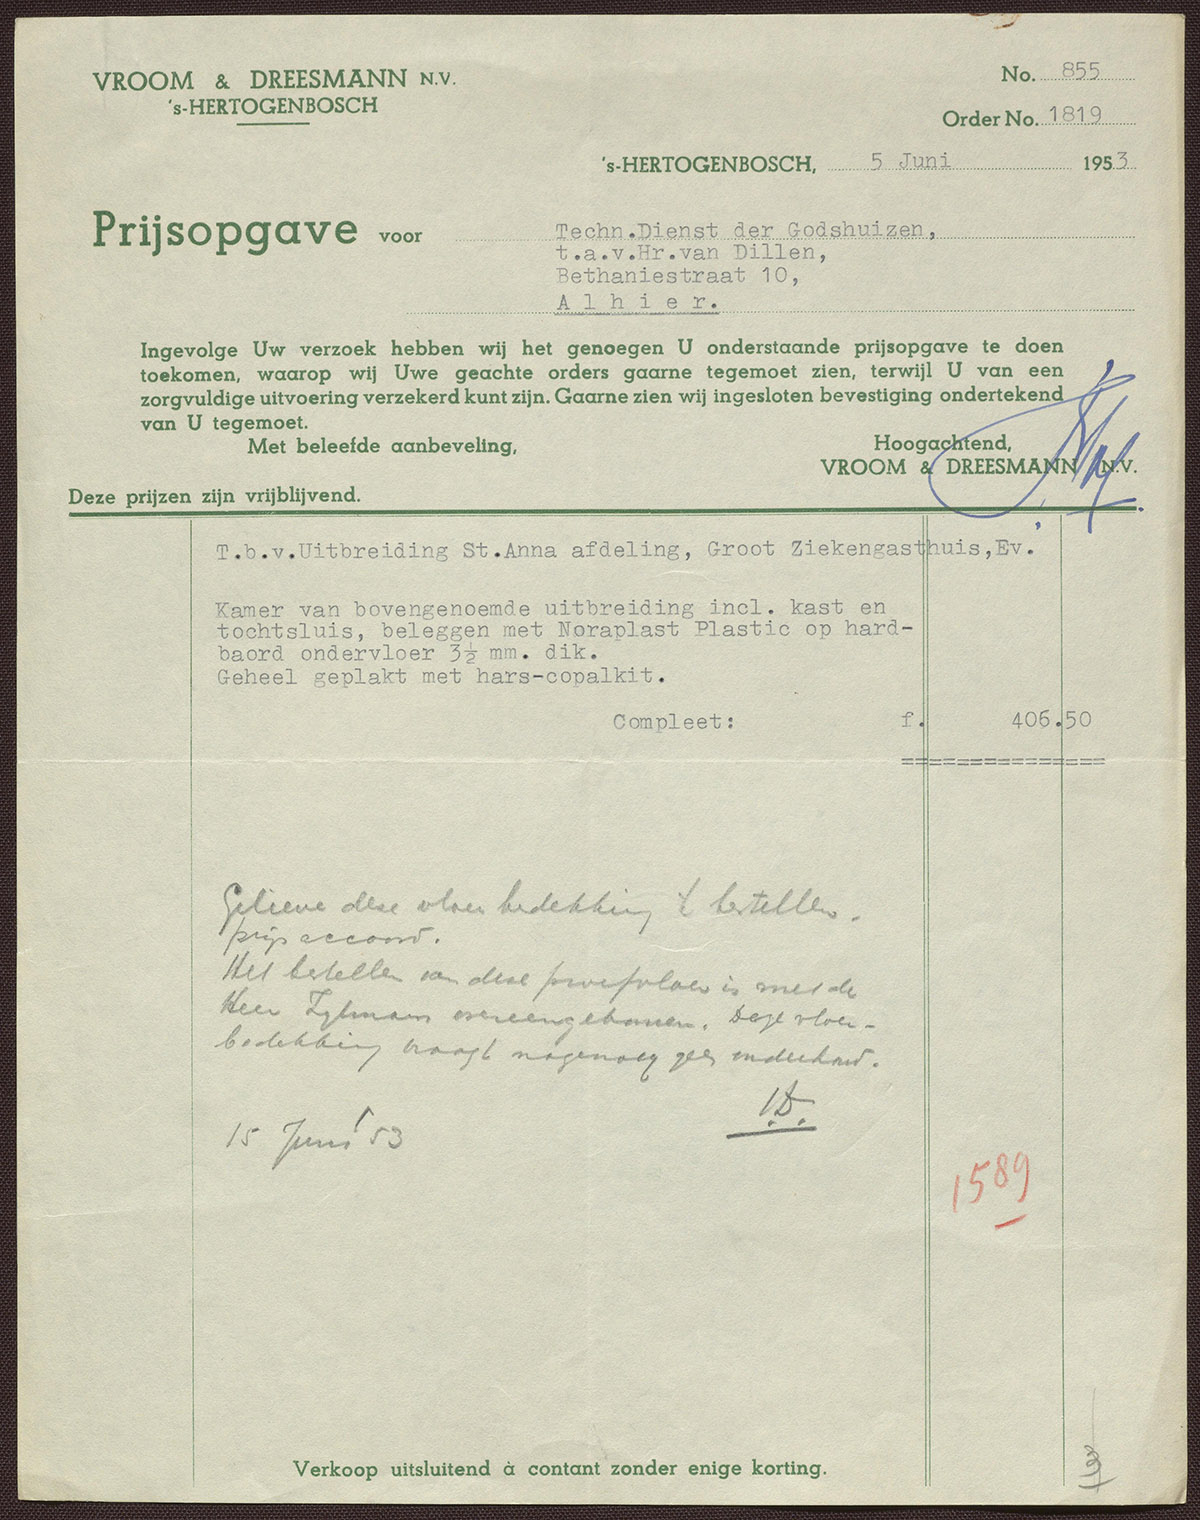 VROOM & DREESMANN N.V.
's-HERTOGENBOSCH
No. 855
Order No. 1819
's-HERTOGENBOSCH, 5 Juni 1953
Prijsopgave voor
Techn.Dienst der Godshuizen,
t.a.v.Hr.van Dillen,
Bethaniestraat 10,
A l h i e r.
Ingevolge Uw verzoek hebben wij het genoegen U onderstaande prijsopgave te doen
toekomen, waarop wij Uwe geachte orders gaarne tegemoet zien, terwijl U van een
zorgvuldige uitvoering verzekerd kunt zijn. Gaarne zien wij ingesloten bevestiging ondertekend
van U tegemoet.
Met beleefde aanbeveling,
Hoogachtend,
VROOM & DREESMANN N.V.
Deze prijzen zijn vrijblijvend.
T.b.v.Uitbreiding St.Anna afdeling, Groot Ziekengasthuis,Ev.
Kamer van bovengenoemde uitbreiding incl. kast en
tochtsluis, beleggen met Noraplast Plastic op hard-
baord ondervloer 3½ mm. dik.
Geheel geplakt met hars-copalkit.
Compleet: f. 406.50
===============
Gelieve deze vloer bedekking te bestellen.
prijs accoord.
Het bestellen van deze proefvloer is met de
Heer overeengekomen. Deze vloer-
bedekking vraagt nagenoeg geen onderhoud.
15 Juni '53
1589
Verkoop uitsluitend à contant zonder enige korting.